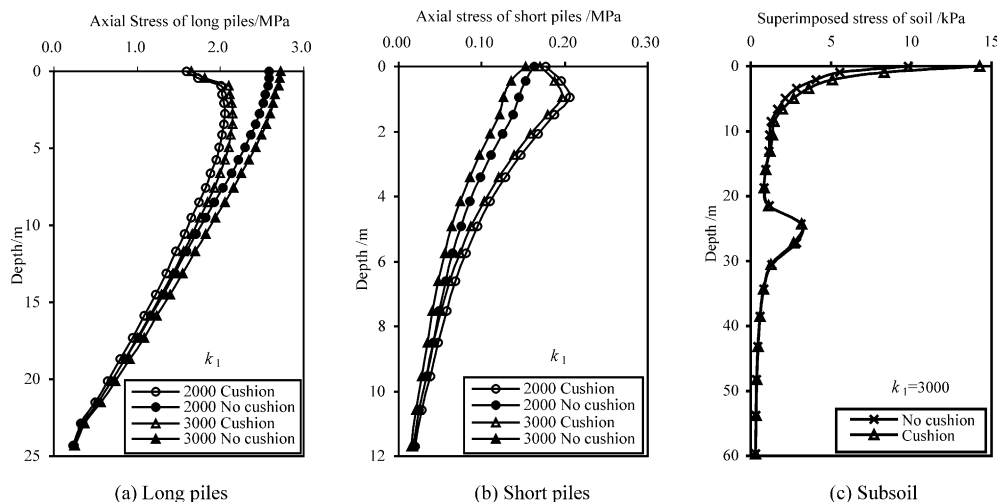 Axial Stress of long piles/MPa
0.0 1.0 2.0 3.0
0
5
10
15
20
25
Depth/m
k1
2000 Cushion
2000 No cushion
3000 Cushion
3000 No cushion
(a) Long piles
Axial stress of short piles /MPa
0.00 0.10 0.20 0.30
0
2
4
6
8
10
12
Depth/m
k1
2000 Cushion
2000 No cushion
3000 Cushion
3000 No cushion
(b) Short piles
Superimposed stress of soil /kPa
0 5 10 15
0
10
20
30
40
50
60
Depth/m
k1=3000
No cushion
Cushion
(c) Subsoil